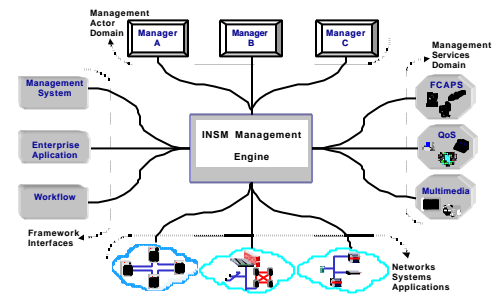 Management
Actor
Domain
Manager
A
Manager
B
Manager
C
Management
Services
Domain
Management
System
FCAPS
INSM Management
Engine
Enterprise
Aplication
QoS
Workflow
Multimedia
Framework
Interfaces
Networks
Systems
Applications